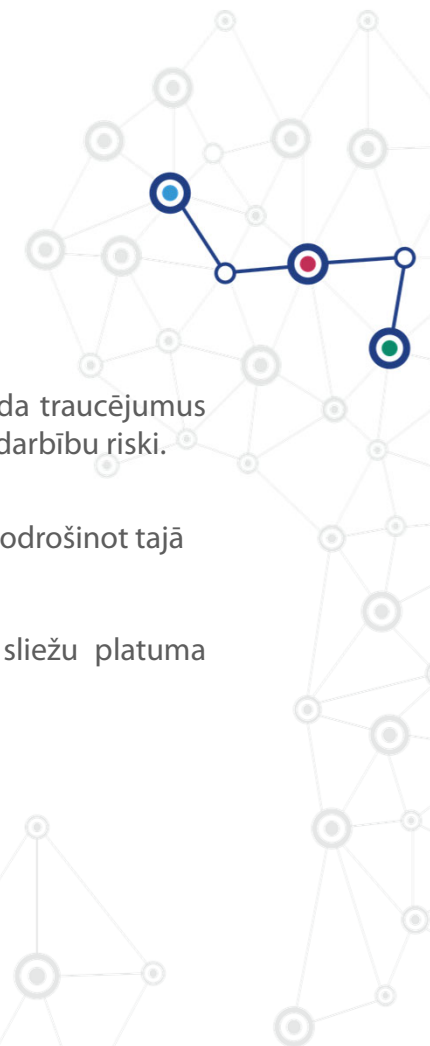 da traucējumus
darbību riski.
odrošinot tajā
sliežu platuma